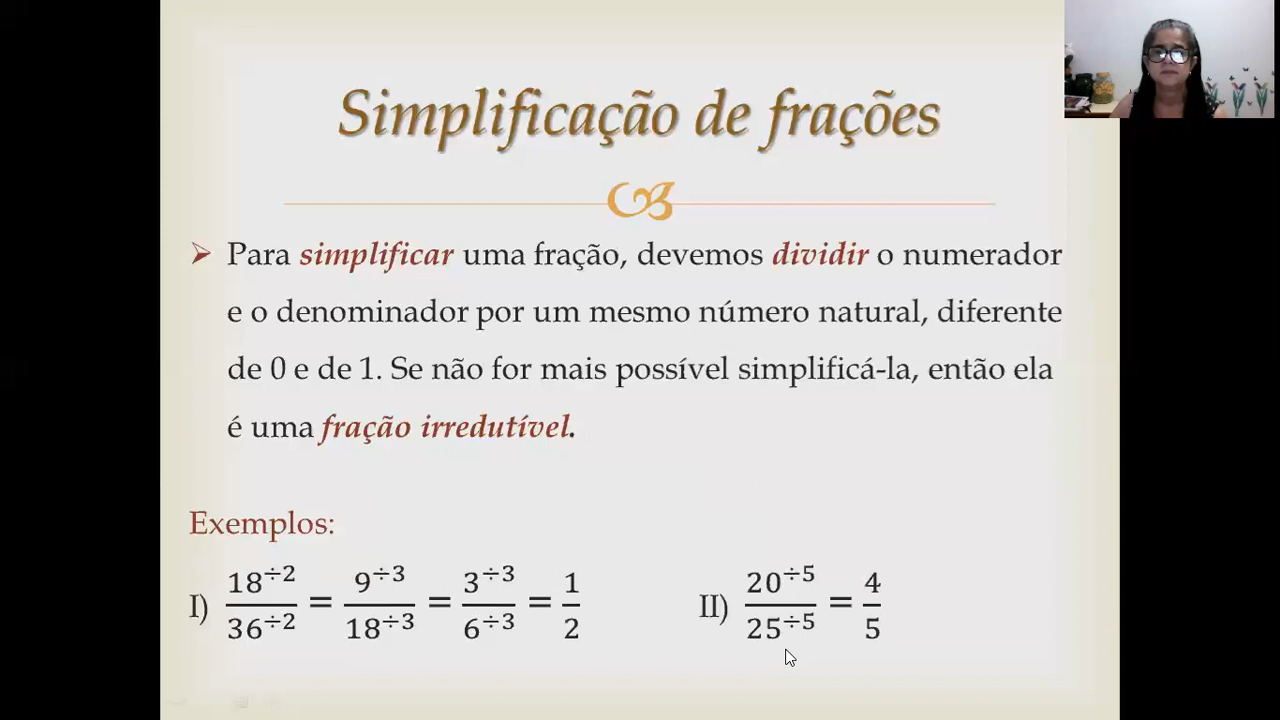 Simplificação de frações
➢ Para simplificar uma fração, devemos dividir o numerador
e o denominador por um mesmo número natural, diferente
de 0 e de 1. Se não for mais possível simplificá-la, então ela
é uma fração irredutível.
Exemplos:
I) 18^{÷2}/36^{÷2} = 9^{÷3}/18^{÷3} = 3^{÷3}/6^{÷3} = 1/2 II) 20^{÷5}/25^{÷5} = 4/5